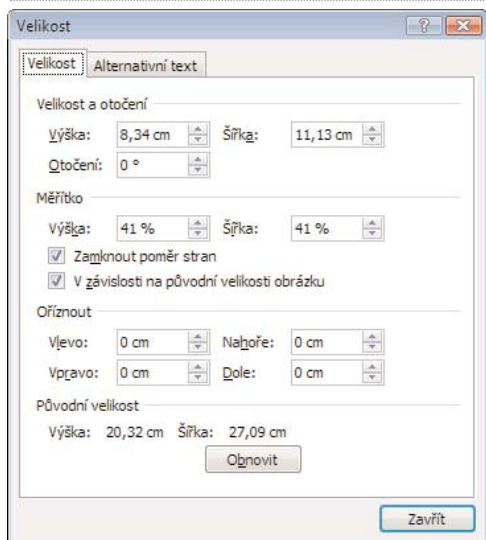 Velikost
Velikost Alternativní text
Velikost a otočení
Výška: 8,34 cm Šířka: 11,13 cm
Otočení: 0 °
Měřítko
Výška: 41 % Šířka: 41 %
Zamknout poměr stran
V závislosti na původní velikosti obrázku
Oříznout
Vlevo: 0 cm Nahoře: 0 cm
Vpravo: 0 cm Dole: 0 cm
Původní velikost
Výška: 20,32 cm Šířka: 27,09 cm
Obnovit
Zavřít